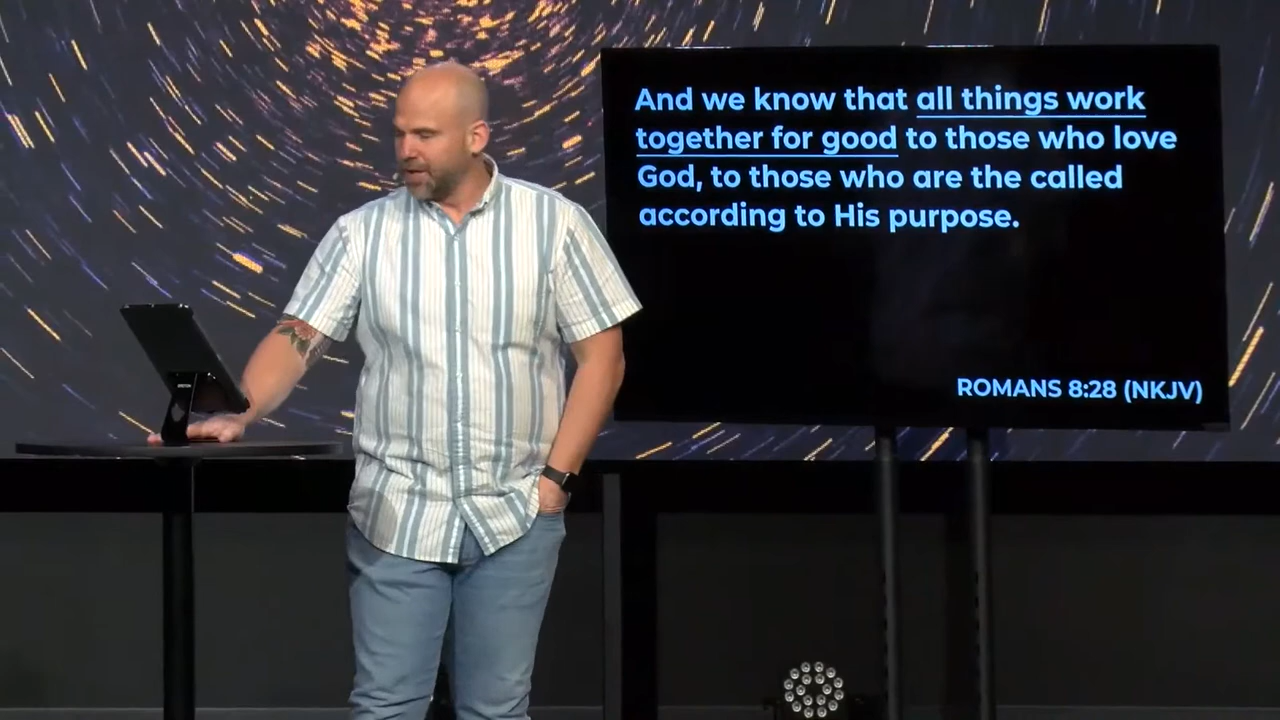 And we know that all things work
together for good to those who love
God, to those who are the called
according to His purpose.
ROMANS 8:28 (NKJV)